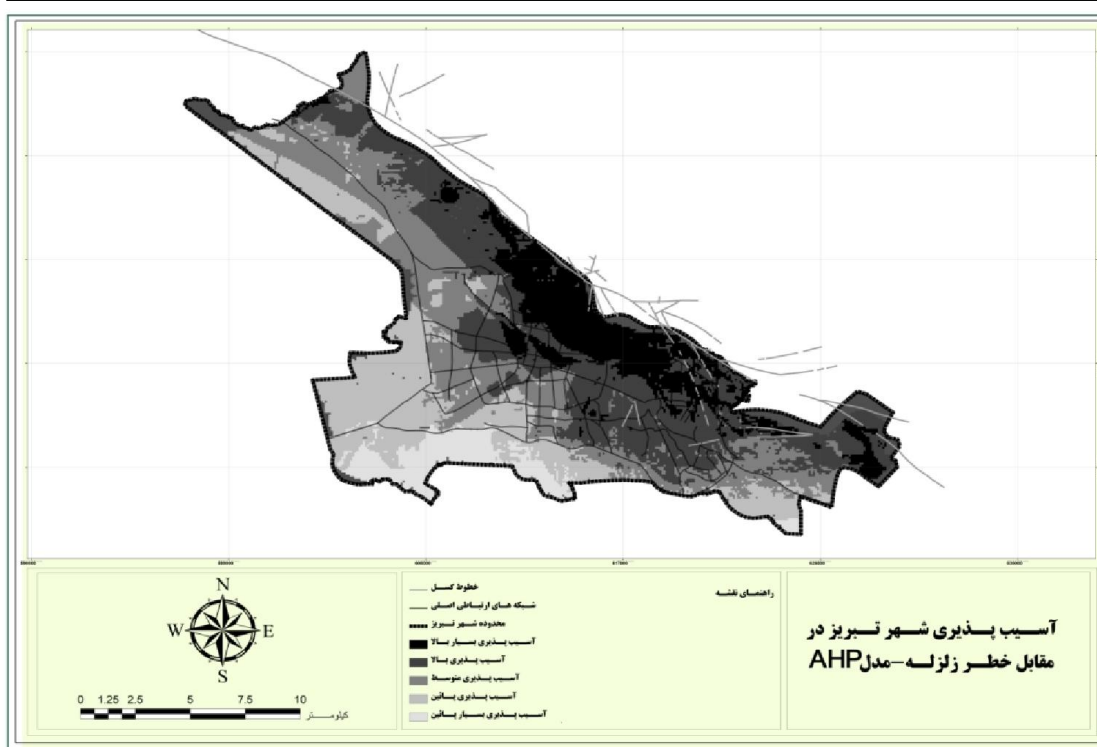 خطوط گسل
شبکه های ارتباطی اصلی
محدوده شهر تبریز
آسیب پذیری بسیار بالا
آسیب پذیری بالا
آسیب پذیری متوسط
آسیب پذیری پائین
آسیب پذیری بسیار پائین
راهنمای نقشه
آسیب پذیری شهر تبریز در
مقابل خطر زلزله-مدل AHP
N
W E
S
0 1.25 2.5 5 7.5 10
کیلومتر